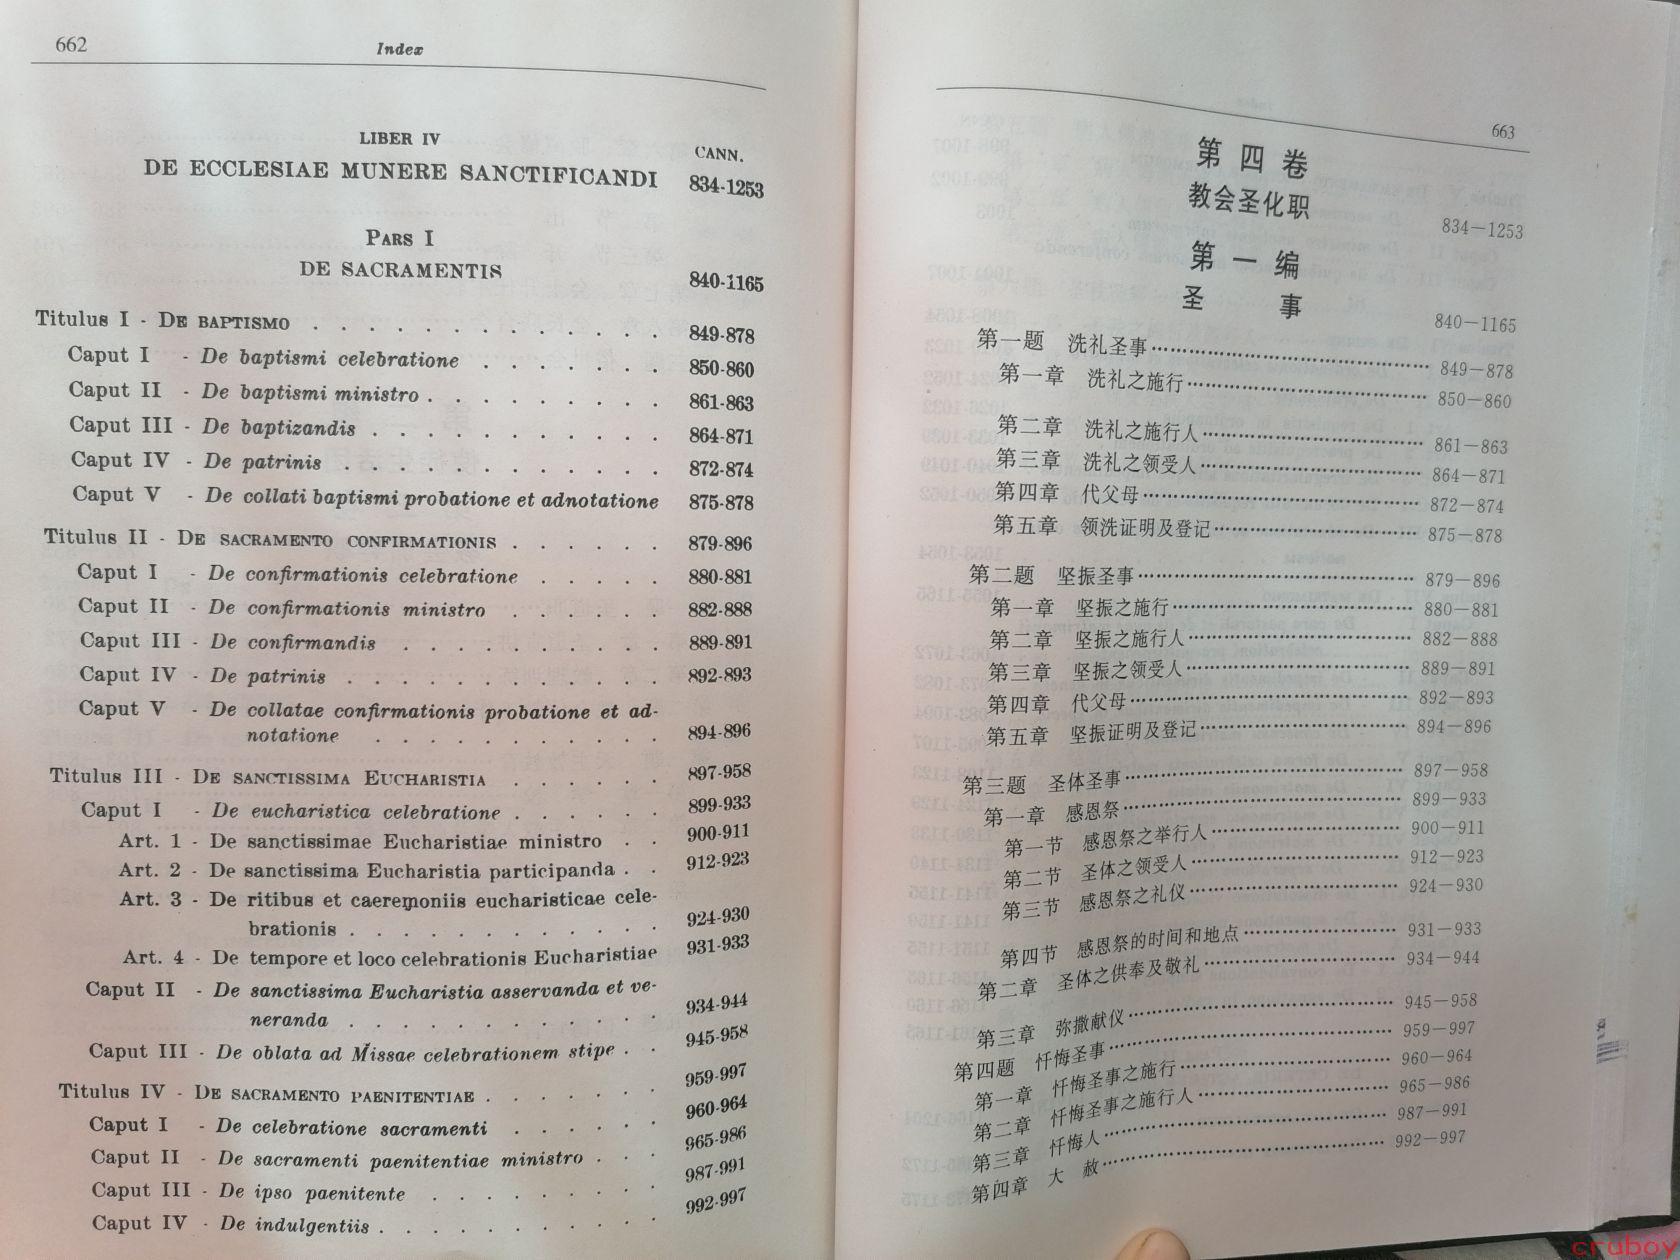 662
Index
LIBER IV
CANN.
DE ECCLESIAE MUNERE SANCTIFICANDI 834-1253
PARS I
DE SACRAMENTIS 840-1165
Titulus I - DE BAPTISMO . . . . . . . . . . . . . 849-878
Caput I - De baptismi celebratione . . . . . . . 850-860
Caput II - De baptismi ministro . . . . . . . . . 861-863
Caput III - De baptizandis . . . . . . . . . . . 864-871
Caput IV - De patrinis . . . . . . . . . . . . 872-874
Caput V - De collati baptismi probatione et adnotatione 875-878
Titulus II - DE SACRAMENTO CONFIRMATIONIS . . . . . 879-896
Caput I - De confirmationis celebratione . . . . . 880-881
Caput II - De confirmationis ministro . . . . . . 882-888
Caput III - De confirmandis . . . . . . . . . . 889-891
Caput IV - De patrinis . . . . . . . . . . . . 892-893
Caput V - De collatae confirmationis probatione et ad-
notatione . . . . . . . . . . . 894-896
Titulus III - DE SANCTISSIMA EUCHARISTIA . . . . . . 897-958
Caput I - De eucharistica celebratione . . . . . . 899-933
Art. 1 - De sanctissimae Eucharistiae ministro . . 900-911
Art. 2 - De sanctissima Eucharistia participanda . . 912-923
Art. 3 - De ritibus et caeremoniis eucharisticae cele-
brationis . . . . . . . . . . . . 924-930
Art. 4 - De tempore et loco celebrationis Eucharistiae 931-933
Caput II - De sanctissima Eucharistia asservanda et ve-
neranda . . . . . . . . . . . . 934-944
Caput III - De oblata ad Missae celebrationem stipe . . 945-958
Titulus IV - DE SACRAMENTO PAENITENTIAE . . . . . . 959-997
Caput I - De celebratione sacramenti . . . . . . 960-964
Caput II - De sacramenti paenitentiae ministro . . . 965-986
Caput III - De ipso paenitente . . . . . . . . . 987-991
Caput IV - De indulgentiis . . . . . . . . . . . 992-997
663
第四卷
教会圣化职
834—1253
第一编
圣事
840—1165
第一题 洗礼圣事 …… 849—878
第一章 洗礼之施行 …… 850—860
第二章 洗礼之施行人 …… 861—863
第三章 洗礼之领受人 …… 864—871
第四章 代父母 …… 872—874
第五章 领洗证明及登记 …… 875—878
第二题 坚振圣事 …… 879—896
第一章 坚振之施行 …… 880—881
第二章 坚振之施行人 …… 882—888
第三章 坚振之领受人 …… 889—891
第四章 代父母 …… 892—893
第五章 坚振证明及登记 …… 894—896
第三题 圣体圣事 …… 897—958
第一章 感恩祭 …… 899—933
第一节 感恩祭之举行人 …… 900—911
第二节 圣体之领受人 …… 912—923
第三节 感恩祭之礼仪 …… 924—930
第四节 感恩祭的时间和地点 …… 931—933
第二章 圣体之供奉及敬礼 …… 934—944
第三章 弥撒献仪 …… 945—958
第四题 忏悔圣事 …… 959—997
第一章 忏悔圣事之施行 …… 960—964
第二章 忏悔圣事之施行人 …… 965—986
第三章 忏悔人 …… 987—991
第四章 大赦 …… 992—997
cruboy